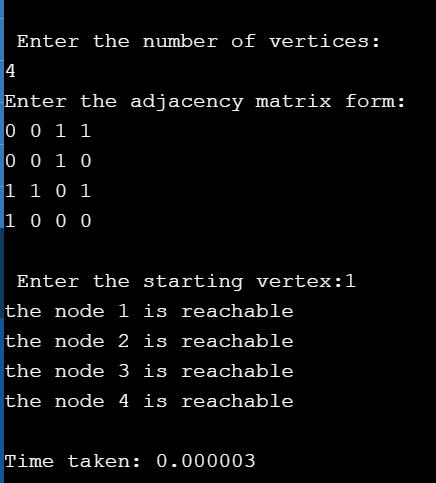 Enter the number of vertices:
4
Enter the adjacency matrix form:
0 0 1 1
0 0 1 0
1 1 0 1
1 0 0 0
Enter the starting vertex:1
the node 1 is reachable
the node 2 is reachable
the node 3 is reachable
the node 4 is reachable
Time taken: 0.000003